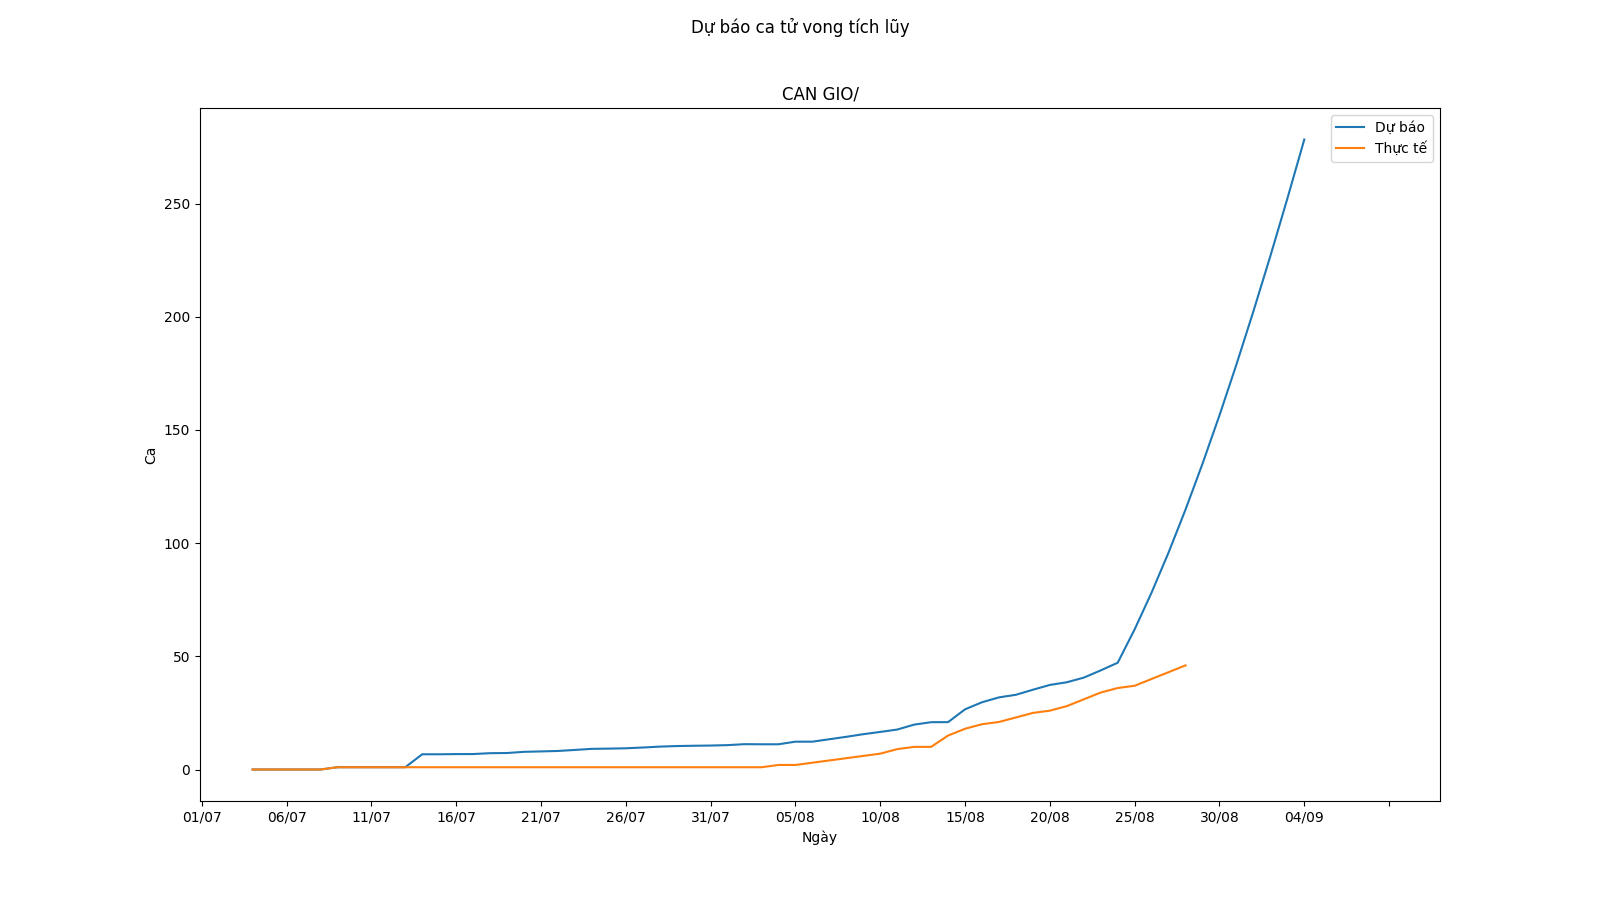 Dự báo ca tử vong tích lũy
CAN GIO/
Dự báo
Thực tế
250
200
150
100
50
0
Ca
01/07 06/07 11/07 16/07 21/07 26/07 31/07 05/08 10/08 15/08 20/08 25/08 30/08 04/09
Ngày